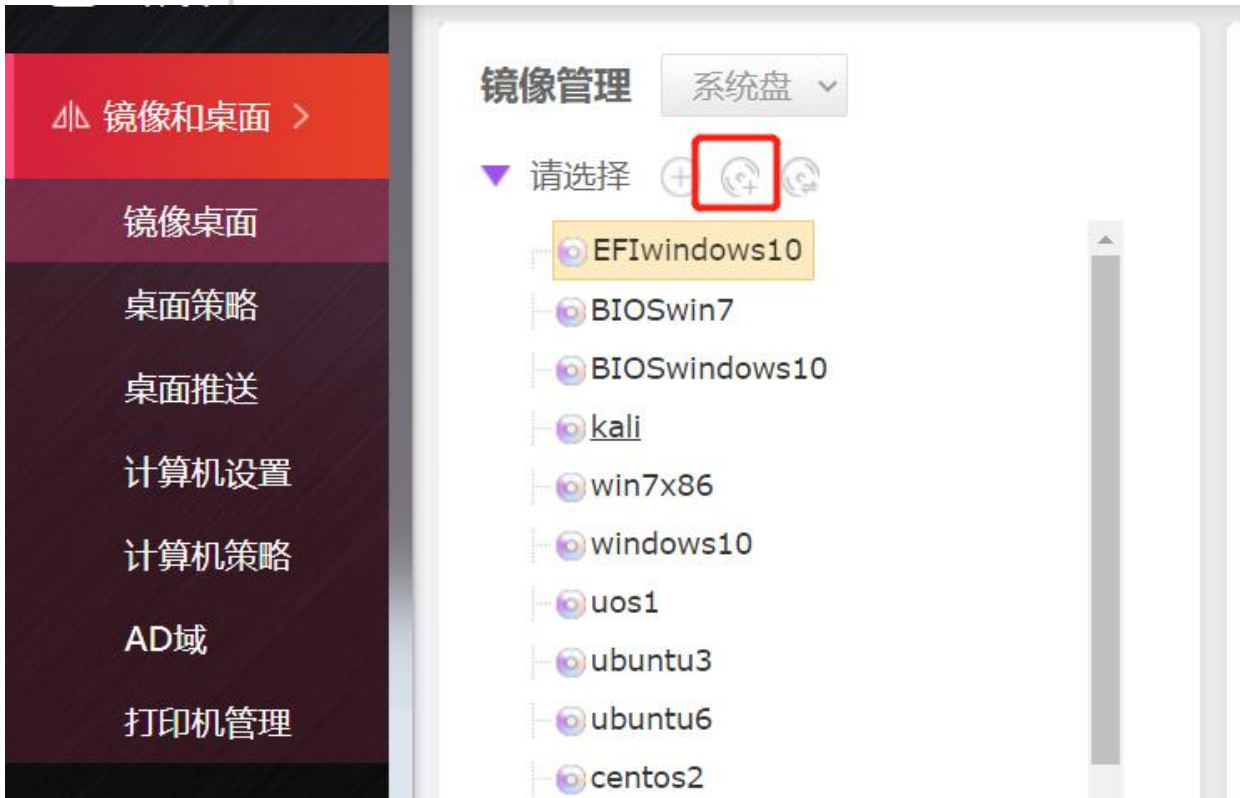 镜像和桌面
镜像桌面
桌面策略
桌面推送
计算机设置
计算机策略
AD域
打印机管理
镜像管理 系统盘
请选择
EFIwindows10
BIOSwin7
BIOSwindows10
kali
win7x86
windows10
uos1
ubuntu3
ubuntu6
centos2